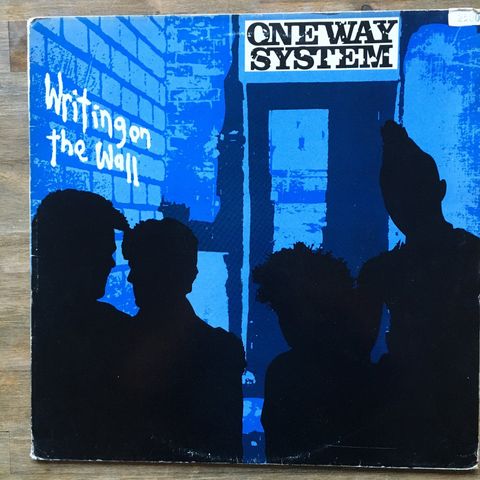 ONE WAY
SYSTEM
Writing on
the Wall